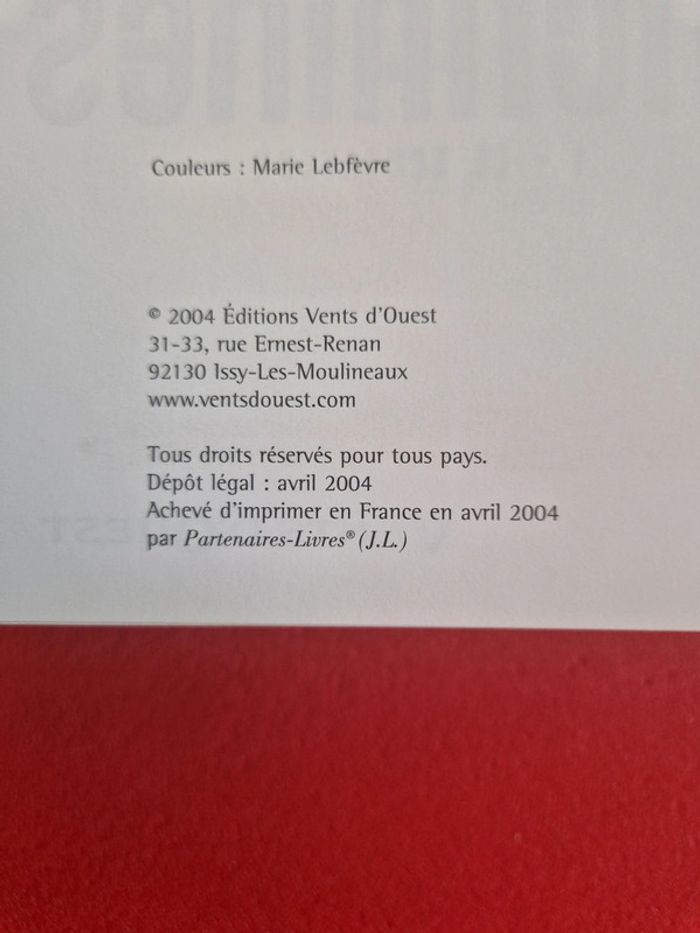 Couleurs : Marie Lebfèvre
© 2004 Éditions Vents d'Ouest
31-33, rue Ernest-Renan
92130 Issy-Les-Moulineaux
www.ventsdouest.com
Tous droits réservés pour tous pays.
Dépôt légal : avril 2004
Achevé d'imprimer en France en avril 2004
par Partenaires-Livres® (J.L.)